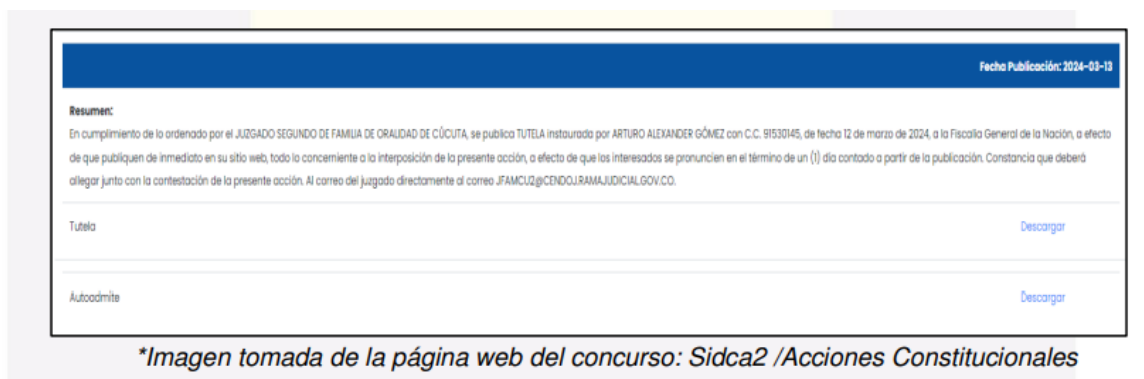 Fecha Publicación: 2024-03-13
Resumen:
En cumplimiento de lo ordenado por el JUZGADO SEGUNDO DE FAMILIA DE ORALIDAD DE CÚCUTA, se publica TUTELA instaurada por ARTURO ALEXANDER GÓMEZ con C.C. 91530145, de fecha 12 de marzo de 2024, a la Fiscalía General de la Nación, a efecto
de que publiquen de inmediato en su sitio web, todo lo concerniente a la interposición de la presente acción, a efecto de que los interesados se pronuncien en el término de un (1) día contado a partir de la publicación. Constancia que deberá
allegar junto con la contestación de la presente acción. Al correo del juzgado directamente al correo JFAMCU2@CENDOJ.RAMAJUDICIAL.GOV.CO.
Tutela Descargar
Autoadmite Descargar
*Imagen tomada de la página web del concurso: Sidca2 /Acciones Constitucionales